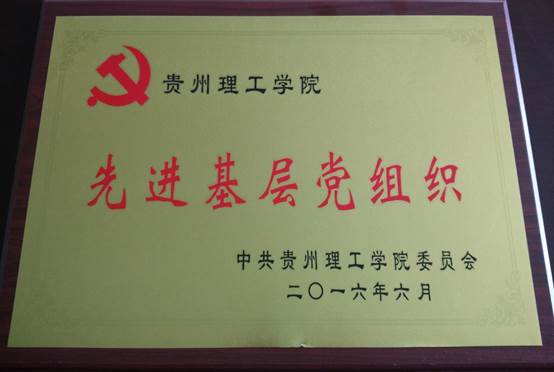 贵州理工学院
先进基层党组织
中共贵州理工学院委员会
二〇一六年六月